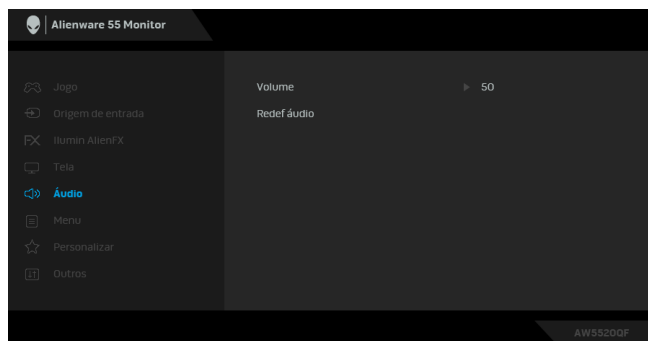 Alienware 55 Monitor
Jogo
Origem de entrada
Ilumin AlienFX
Tela
Áudio
Menu
Personalizar
Outros
Volume 50
Redef áudio
AW5520QF